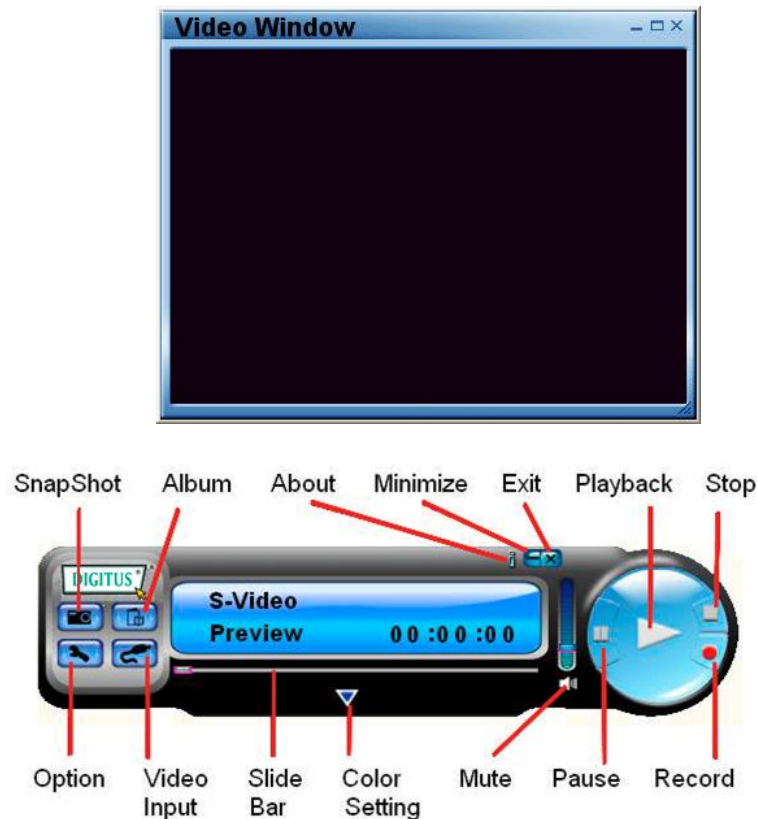 Video Window
SnapShot Album About Minimize Exit Playback Stop
DIGITUS
S-Video
Preview 00:00:00
Option Video Input Slide Bar Color Setting Mute Pause Record